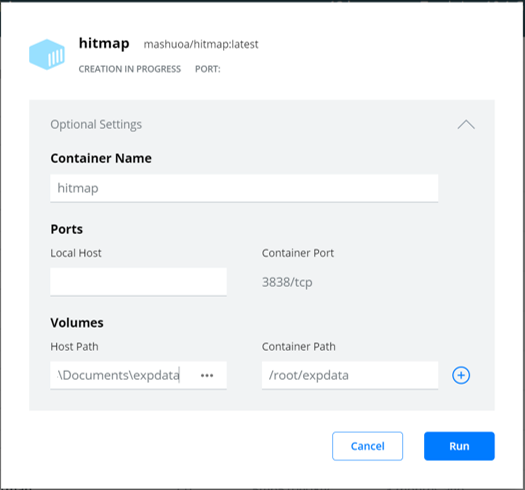 hitmap mashuoa/hitmap:latest
CREATION IN PROGRESS PORT:
Optional Settings
Container Name
hitmap
Ports
Local Host Container Port
3838/tcp
Volumes
Host Path Container Path
\Documents\expdata ••• /root/expdata
Cancel Run